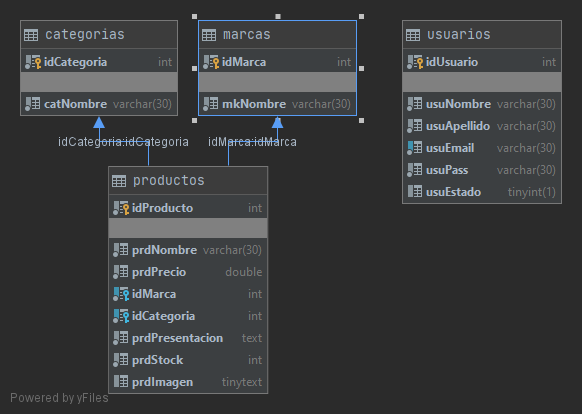 categorias
idCategoria int
catNombre varchar(30)
marcas
idMarca int
mkNombre varchar(30)
usuarios
idUsuario int
usuNombre varchar(30)
usuApellido varchar(30)
usuEmail varchar(30)
usuPass varchar(30)
usuEstado tinyint(1)
idCategoria:idCategoria
idMarca:idMarca
productos
idProducto int
prdNombre varchar(30)
prdPrecio double
idMarca int
idCategoria int
prdPresentacion text
prdStock int
prdImagen tinytext
Powered by yFiles